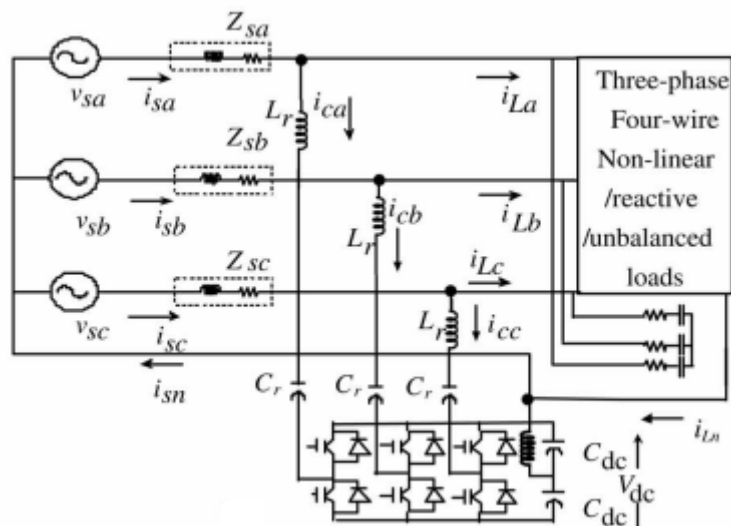 Z_sa
v_sa
i_sa
L_r
i_ca
i_La
Three-phase
Four-wire
Non-linear
/reactive
/unbalanced
loads
Z_sb
v_sb
i_sb
L_r
i_cb
i_Lb
Z_sc
v_sc
i_sc
L_r
i_cc
i_Lc
i_sn
C_r
C_r
C_r
i_Ln
C_dc
V_dc
C_dc